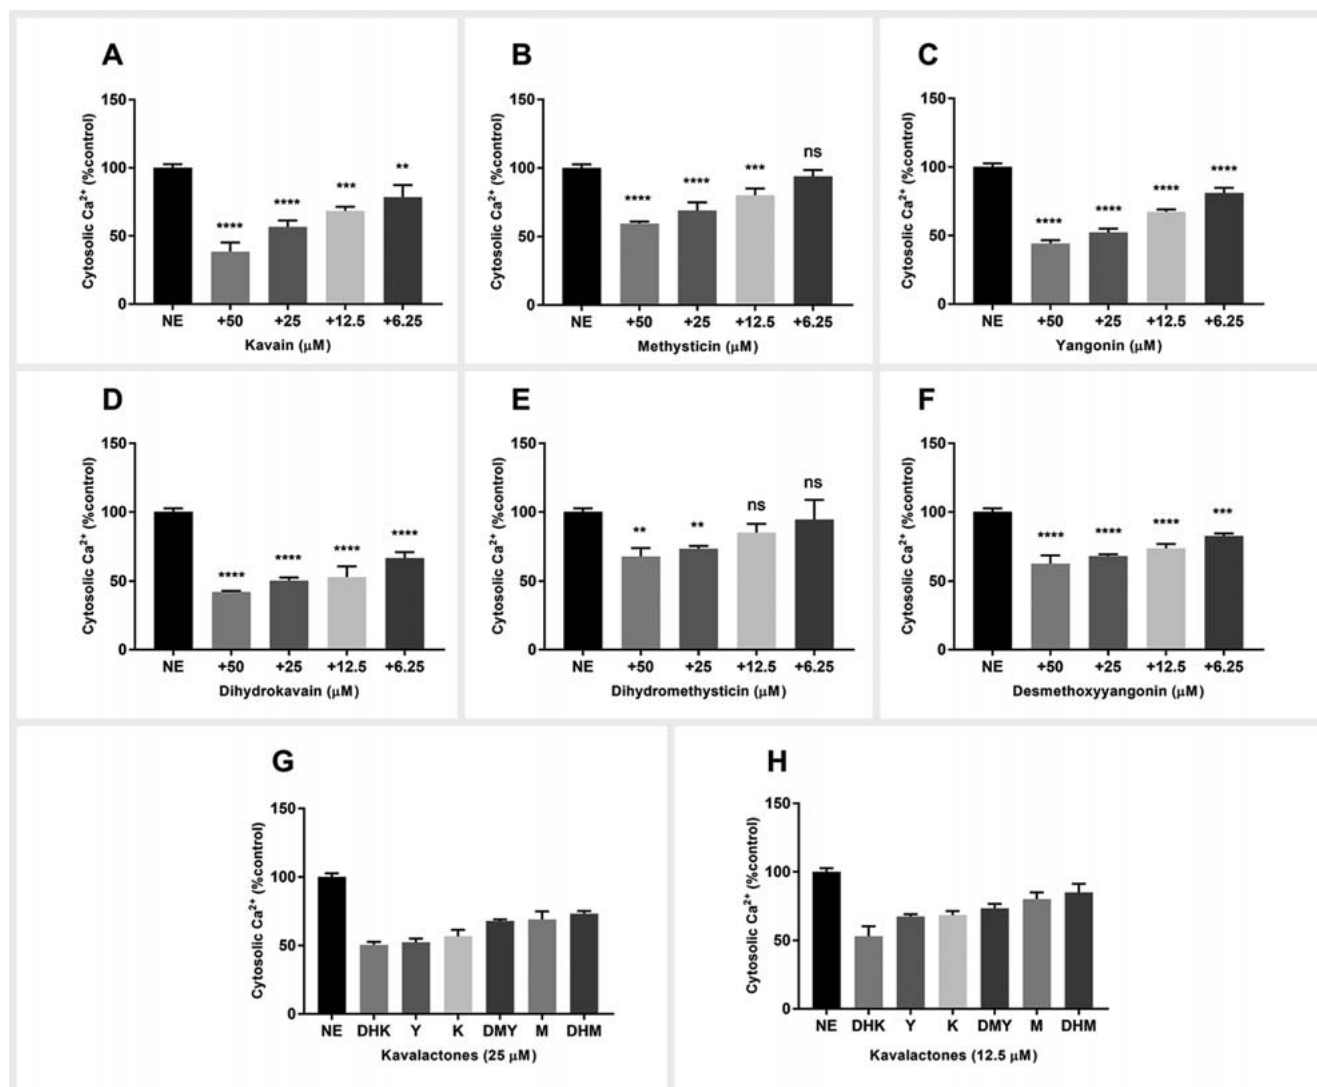 A
Cytosolic Ca²⁺ (%control)
150
100
50
0
****
****
***
**
NE +50 +25 +12.5 +6.25
Kavain (μM)
B
Cytosolic Ca²⁺ (%control)
150
100
50
0
****
****
***
ns
NE +50 +25 +12.5 +6.25
Methysticin (μM)
C
Cytosolic Ca²⁺ (%control)
150
100
50
0
****
****
****
****
NE +50 +25 +12.5 +6.25
Yangonin (μM)
D
Cytosolic Ca²⁺ (%control)
150
100
50
0
****
****
****
****
NE +50 +25 +12.5 +6.25
Dihydrokavain (μM)
E
Cytosolic Ca²⁺ (%control)
150
100
50
0
**
**
ns
ns
NE +50 +25 +12.5 +6.25
Dihydromethysticin (μM)
F
Cytosolic Ca²⁺ (%control)
150
100
50
0
****
****
****
***
NE +50 +25 +12.5 +6.25
Desmethoxyyangonin (μM)
G
Cytosolic Ca²⁺ (%control)
150
100
50
0
NE DHK Y K DMY M DHM
Kavalactones (25 μM)
H
Cytosolic Ca²⁺ (%control)
150
100
50
0
NE DHK Y K DMY M DHM
Kavalactones (12.5 μM)